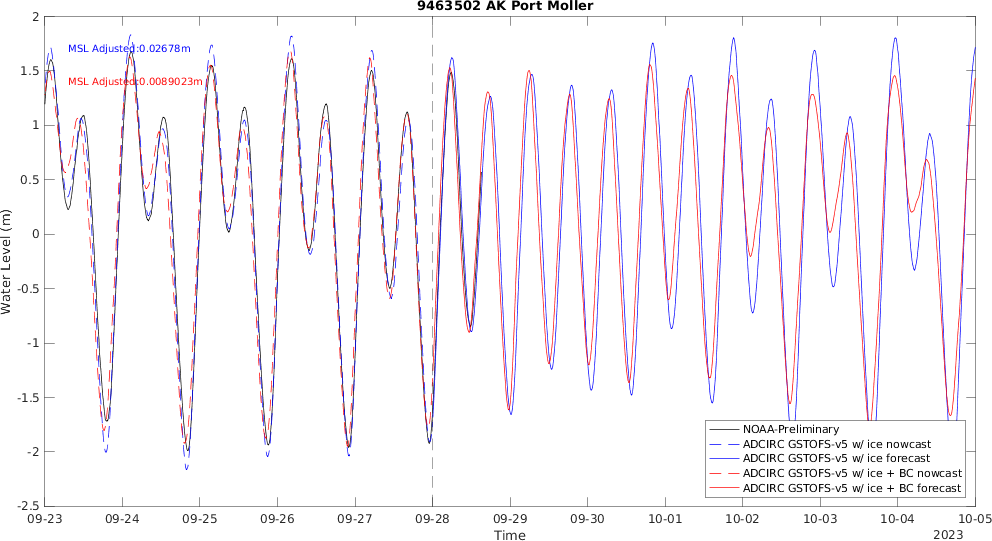 9463502 AK Port Moller
MSL Adjusted:0.02678m
MSL Adjusted:0.0089023m
Water Level (m)
2
1.5
1
0.5
0
-0.5
-1
-1.5
-2
-2.5
NOAA-Preliminary
ADCIRC GSTOFS-v5 w/ ice nowcast
ADCIRC GSTOFS-v5 w/ ice forecast
ADCIRC GSTOFS-v5 w/ ice + BC nowcast
ADCIRC GSTOFS-v5 w/ ice + BC forecast
09-23 09-24 09-25 09-26 09-27 09-28 09-29 09-30 10-01 10-02 10-03 10-04 10-05
Time
2023